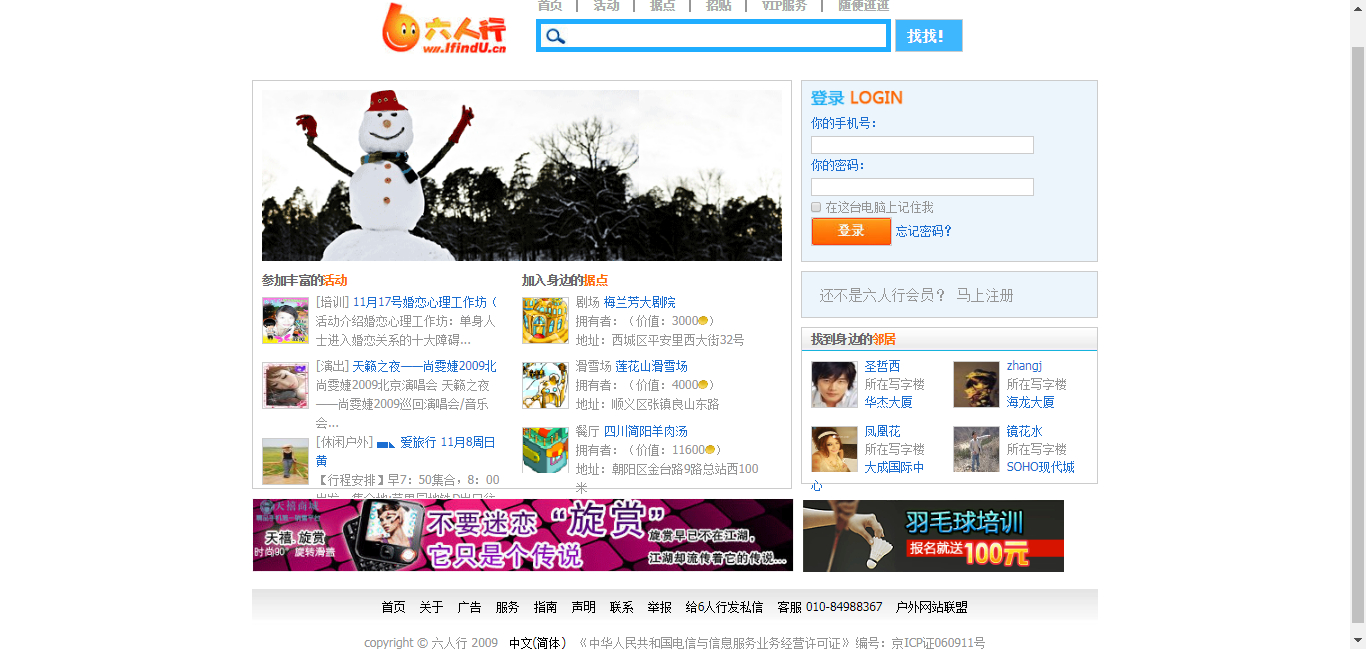 首页 | 活动 | 据点 | 招贴 | VIP服务 | 随便逛逛
六人行
www.IfindU.cn
找找!
登录 LOGIN
你的手机号:
你的密码:
在这台电脑上记住我
登录 忘记密码?
还不是六人行会员? 马上注册
参加丰富的活动
[培训] 11月17号婚恋心理工作坊(
活动介绍婚恋心理工作坊: 单身人
士进入婚恋关系的十大障碍...
[演出] 天籁之夜——尚雯婕2009北
尚雯婕2009北京演唱会 天籁之夜
——尚雯婕2009巡回演唱会/音乐
会...
[休闲户外] 爱旅行 11月8周日
黄
【行程安排】早7: 50集合, 8: 00
加入身边的据点
剧场 梅兰芳大剧院
拥有者: (价值: 3000)
地址: 西城区平安里西大街32号
滑雪场 莲花山滑雪场
拥有者: (价值: 4000)
地址: 顺义区张镇良山东路
餐厅 四川简阳羊肉汤
拥有者: (价值: 11600)
地址: 朝阳区金台路9路总站西100
米
找到身边的邻居
圣哲西
所在写字楼
华杰大厦
zhangj
所在写字楼
海龙大厦
凤凰花
所在写字楼
大成国际中
心
镜花水
所在写字楼
SOHO现代城
天禧商城
天禧 旋赏
时尚90°旋转滑盖
不要迷恋“旋赏”
它只是个传说
旋赏早已不在江湖,
江湖却流传着它的传说...
羽毛球培训
报名就送100元
首页 关于 广告 服务 指南 声明 联系 举报 给6人行发私信 客服 010-84988367 户外网站联盟
copyright © 六人行 2009 中文(简体) 《中华人民共和国电信与信息服务业务经营许可证》编号: 京ICP证060911号